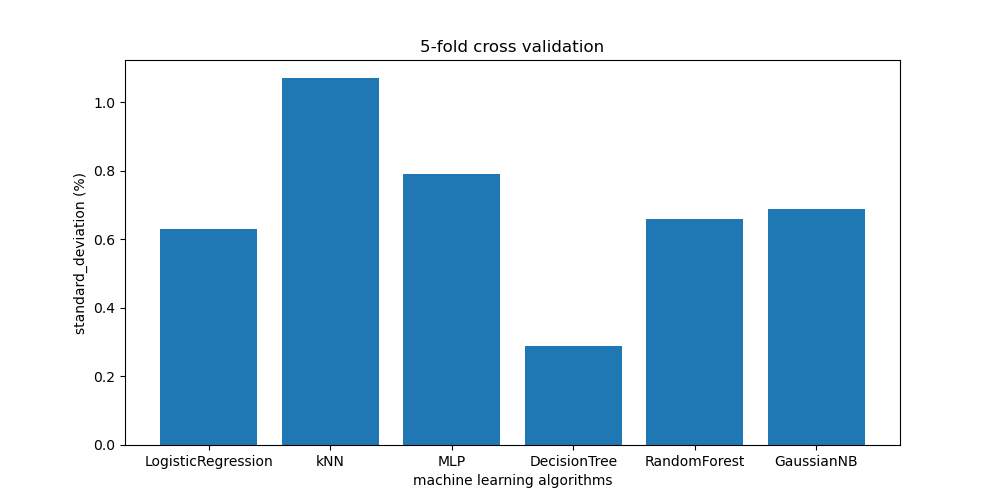 5-fold cross validation
standard_deviation (%)
1.0
0.8
0.6
0.4
0.2
0.0
LogisticRegression kNN MLP DecisionTree RandomForest GaussianNB
machine learning algorithms